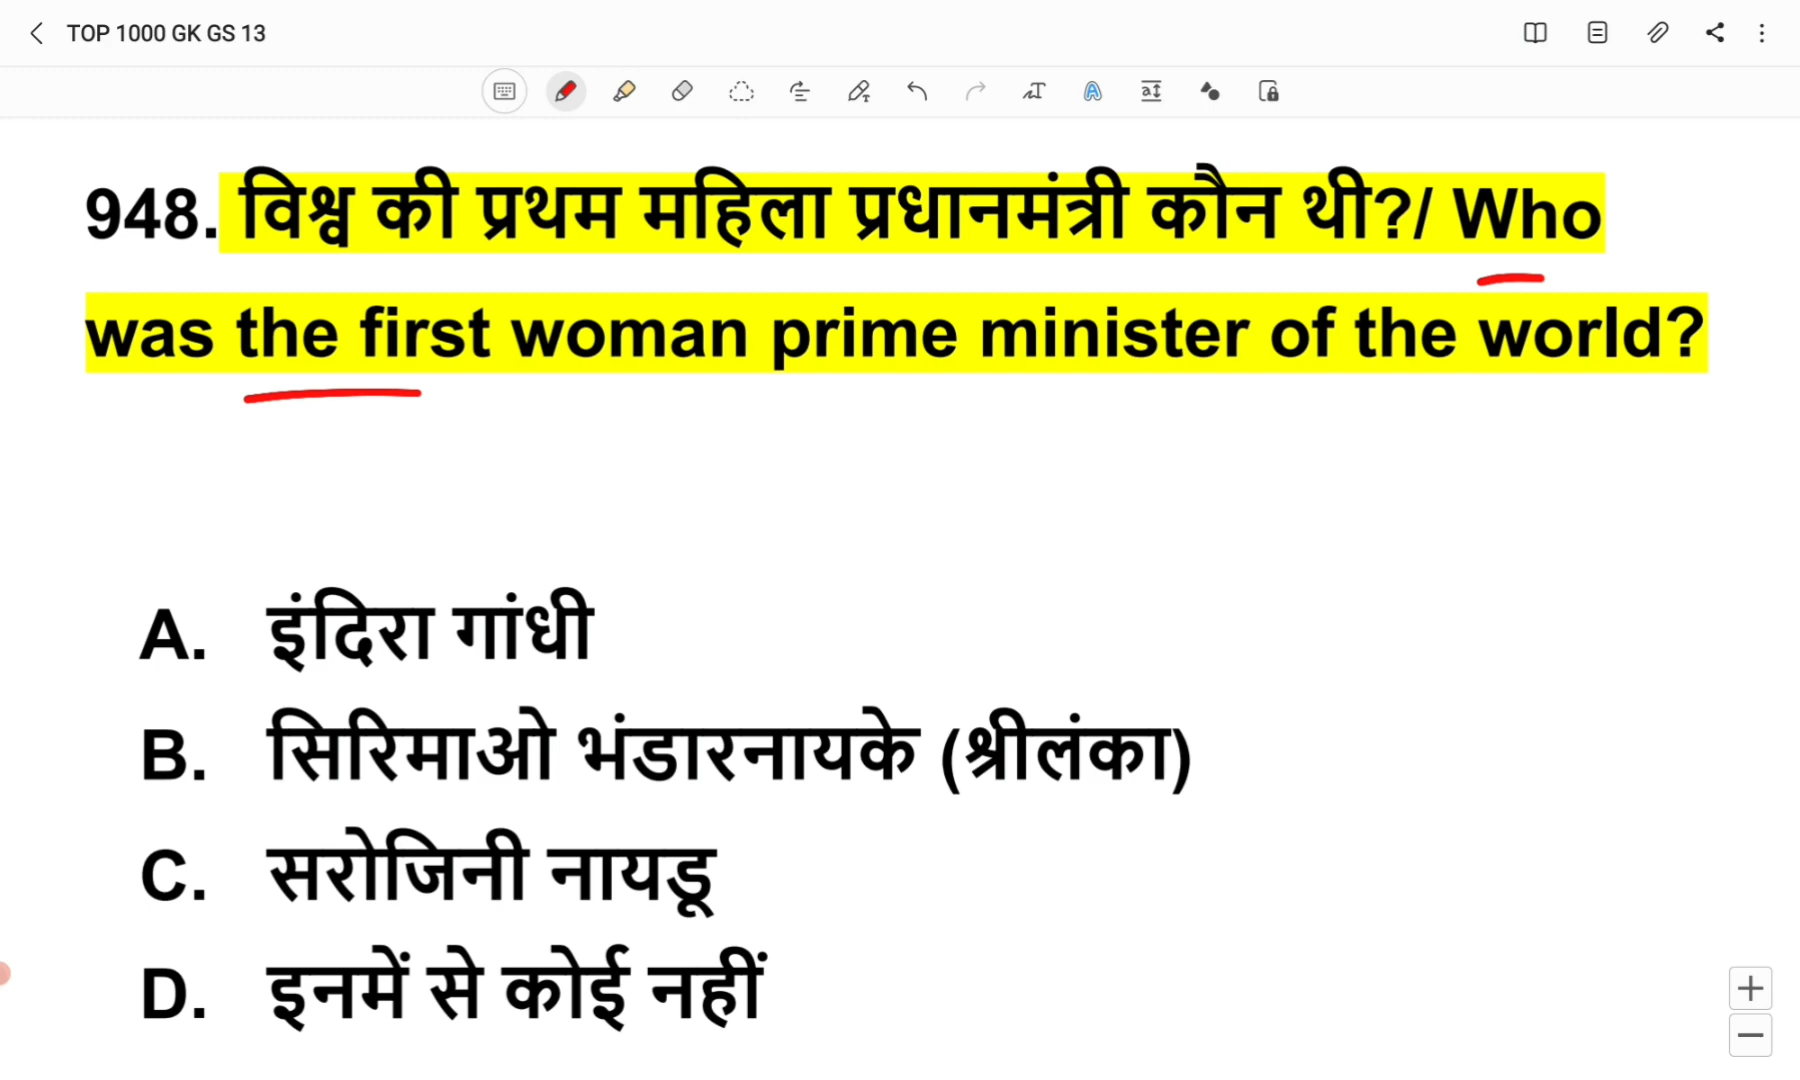 TOP 1000 GK GS 13
948. विश्व की प्रथम महिला प्रधानमंत्री कौन थी?/ Who
was the first woman prime minister of the world?
A. इंदिरा गांधी
B. सिरिमाओ भंडारनायके (श्रीलंका)
C. सरोजिनी नायडू
D. इनमें से कोई नहीं